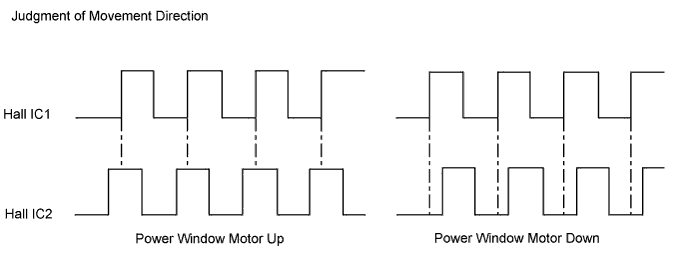 Judgment of Movement Direction
Hall IC1
Hall IC2
Power Window Motor Up
Power Window Motor Down